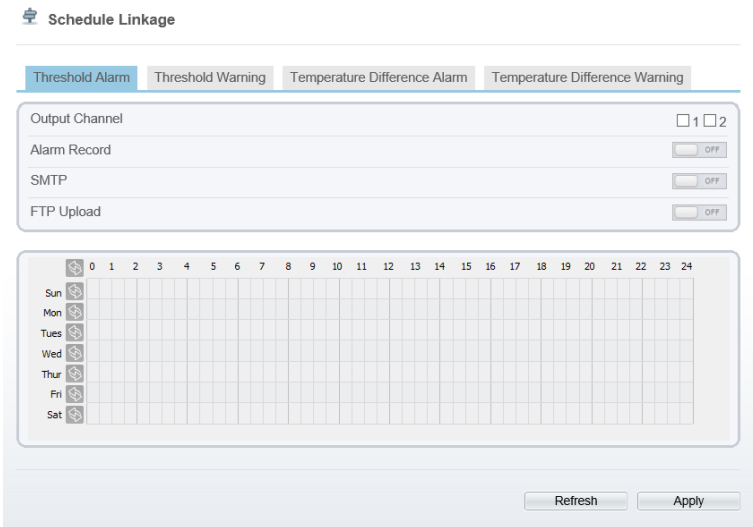 Schedule Linkage
Threshold Alarm Threshold Warning Temperature Difference Alarm Temperature Difference Warning
Output Channel 1 2
Alarm Record OFF
SMTP OFF
FTP Upload OFF
0 1 2 3 4 5 6 7 8 9 10 11 12 13 14 15 16 17 18 19 20 21 22 23 24
Sun
Mon
Tues
Wed
Thur
Fri
Sat
Refresh Apply